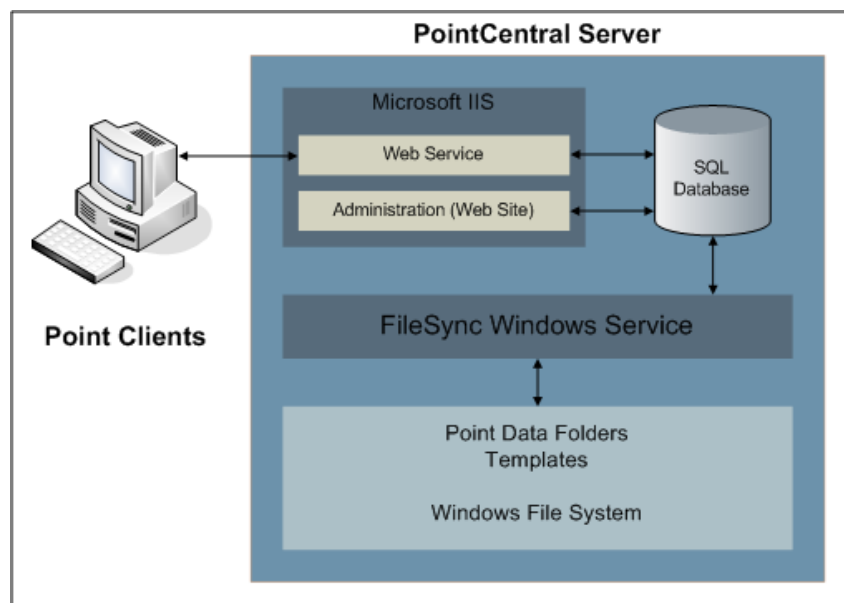 PointCentral Server
Microsoft IIS
Web Service
Administration (Web Site)
SQL
Database
Point Clients
FileSync Windows Service
Point Data Folders
Templates
Windows File System